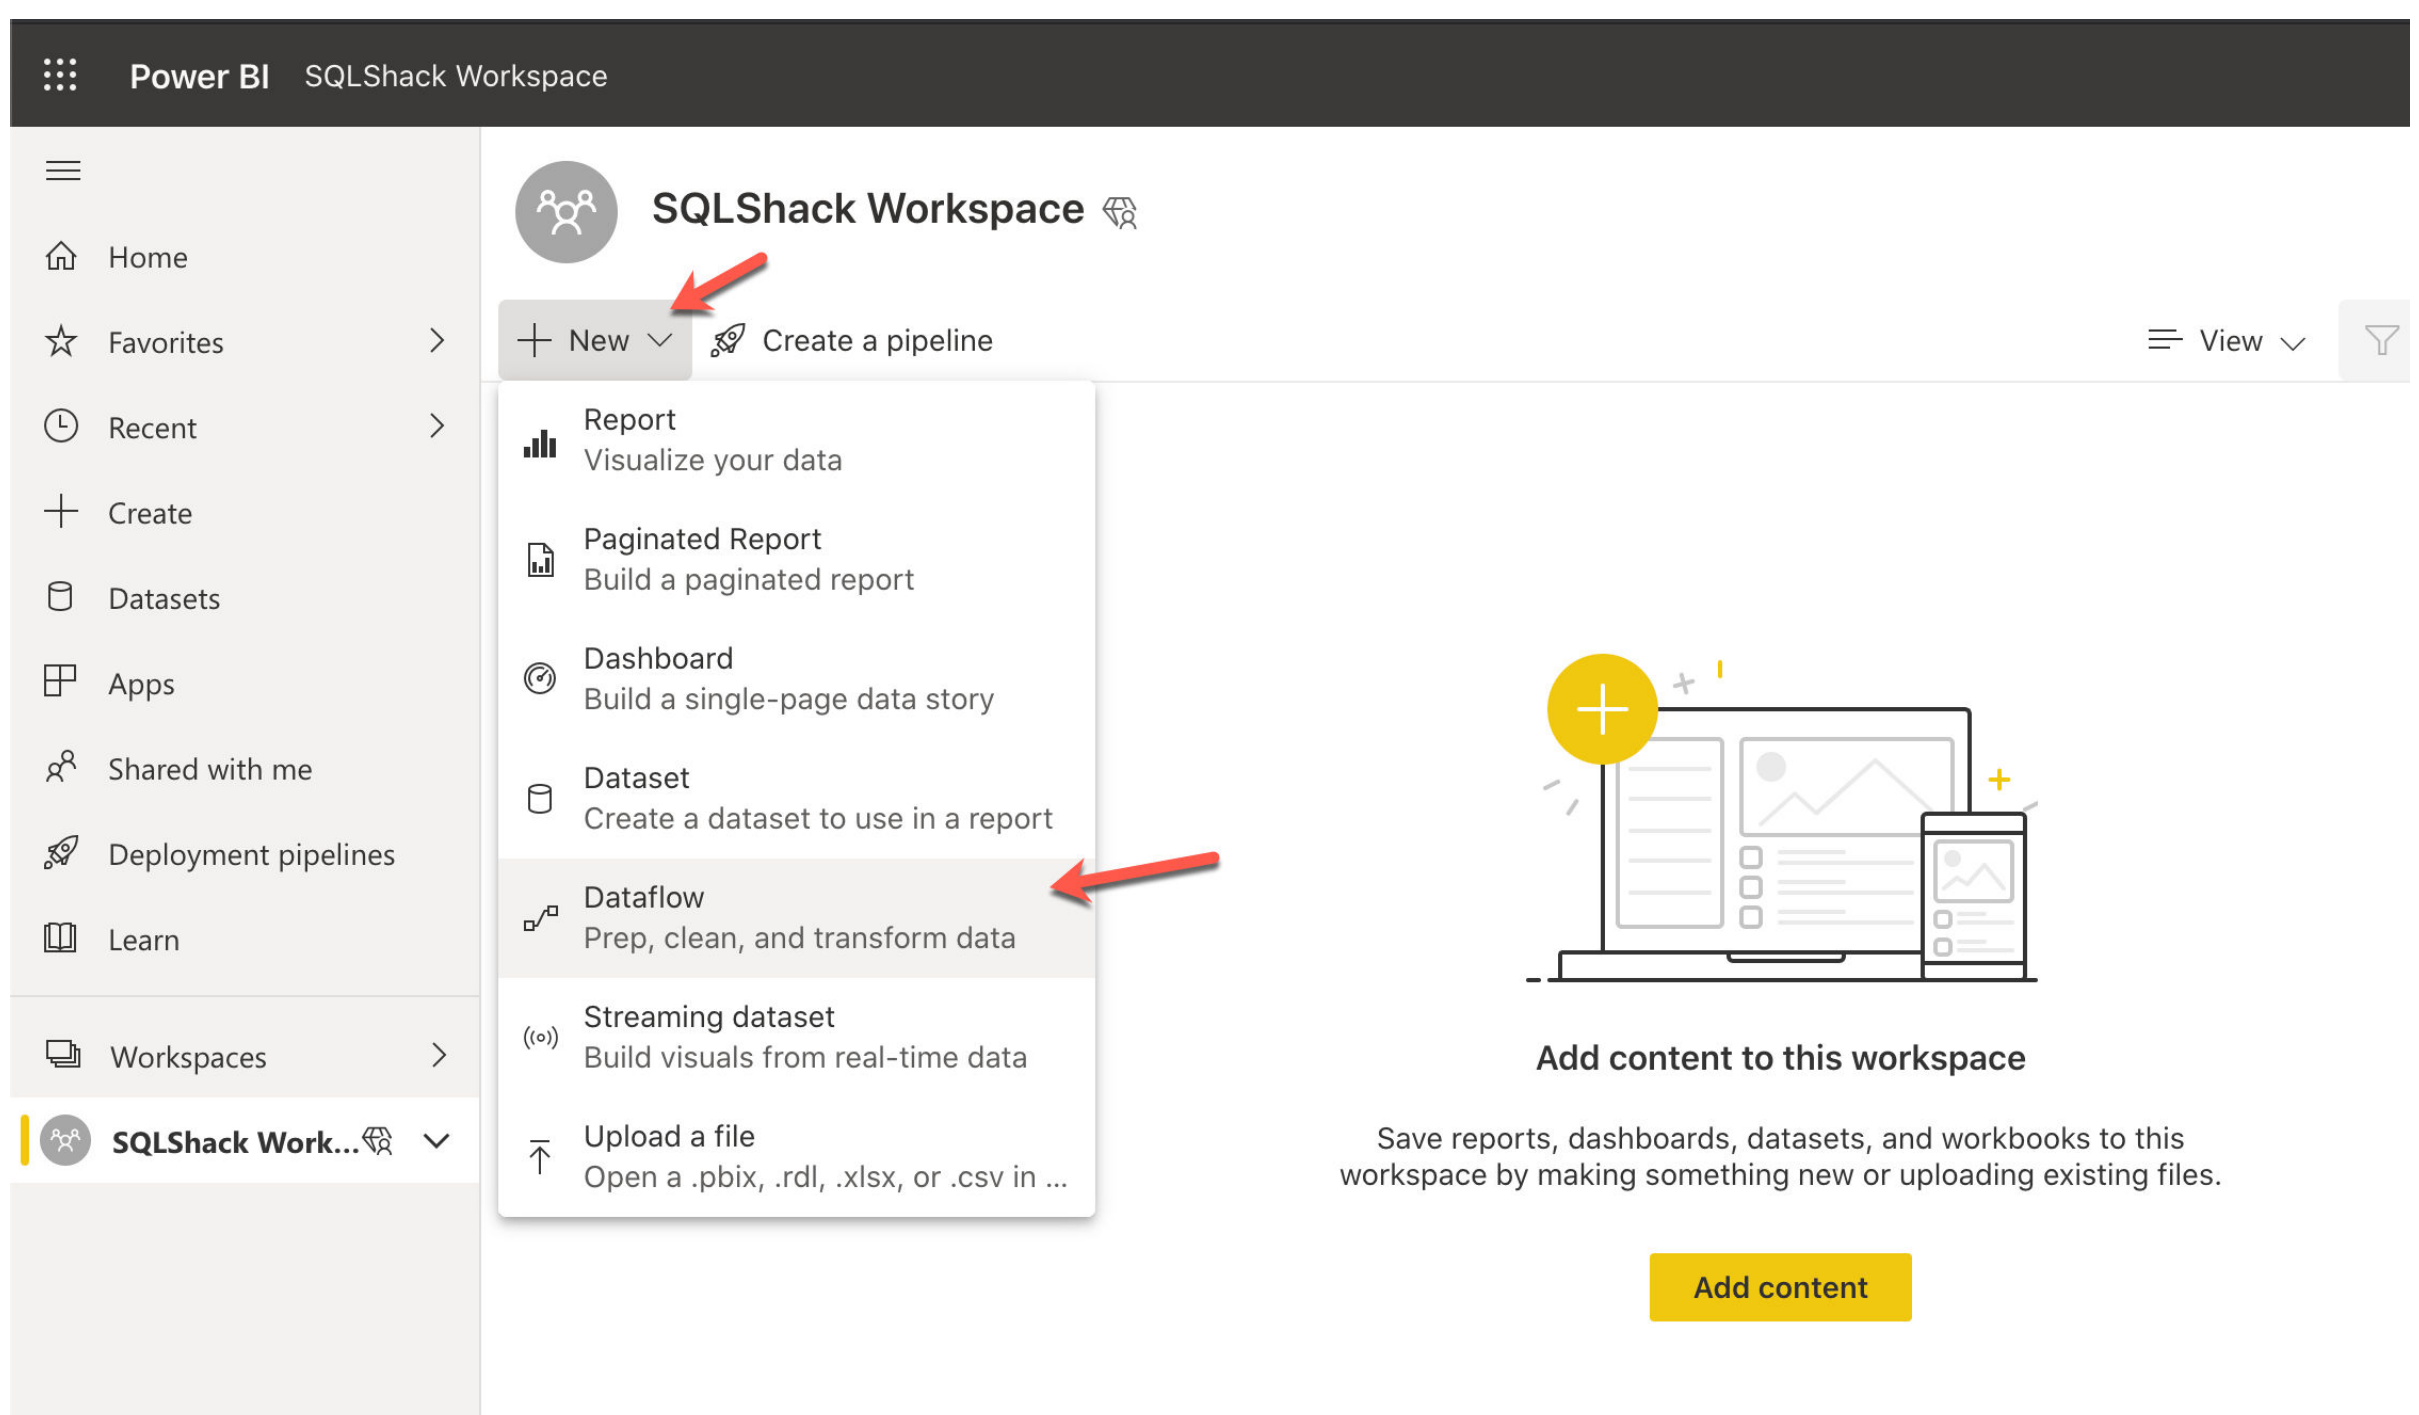 Power BI SQLShack Workspace
Home
Favorites
Recent
Create
Datasets
Apps
Shared with me
Deployment pipelines
Learn
Workspaces
SQLShack Work...
SQLShack Workspace
New
Create a pipeline
View
Report
Visualize your data
Paginated Report
Build a paginated report
Dashboard
Build a single-page data story
Dataset
Create a dataset to use in a report
Dataflow
Prep, clean, and transform data
Streaming dataset
Build visuals from real-time data
Upload a file
Open a .pbix, .rdl, .xlsx, or .csv in ...
Add content to this workspace
Save reports, dashboards, datasets, and workbooks to this
workspace by making something new or uploading existing files.
Add content